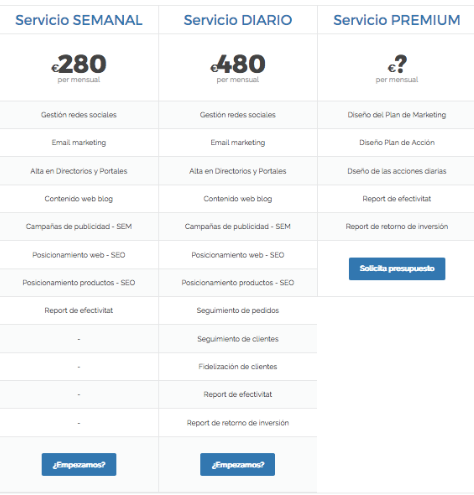 Servicio SEMANAL
€280
per mensual
Gestión redes sociales
Email marketing
Alta en Directorios y Portales
Contenido web blog
Campañas de publicidad - SEM
Posicionamiento web - SEO
Posicionamiento productos - SEO
Report de efectivitat
-
-
-
-
¿Empezamos?
Servicio DIARIO
€480
per mensual
Gestión redes sociales
Email marketing
Alta en Directorios y Portales
Contenido web blog
Campañas de publicidad - SEM
Posicionamiento web - SEO
Posicionamiento productos - SEO
Seguimiento de pedidos
Seguimiento de clientes
Fidelización de clientes
Report de efectivitat
Report de retorno de inversión
¿Empezamos?
Servicio PREMIUM
€?
per mensual
Diseño del Plan de Marketing
Diseño Plan de Acción
Dseño de las acciones diarias
Report de efectivitat
Report de retorno de inversión
Solicita presupuesto